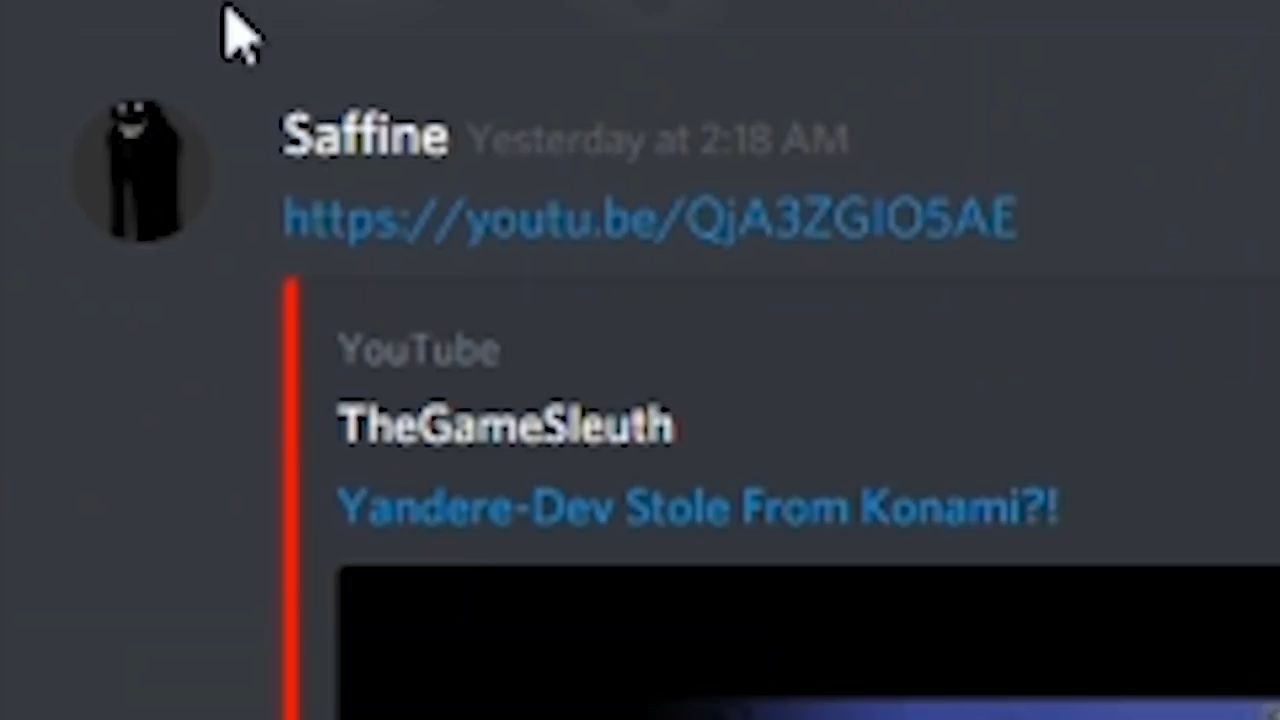 Saffine Yesterday at 2:18 AM
https://youtu.be/QjA3ZGIO5AE
YouTube
TheGameSleuth
Yandere-Dev Stole From Konami?!